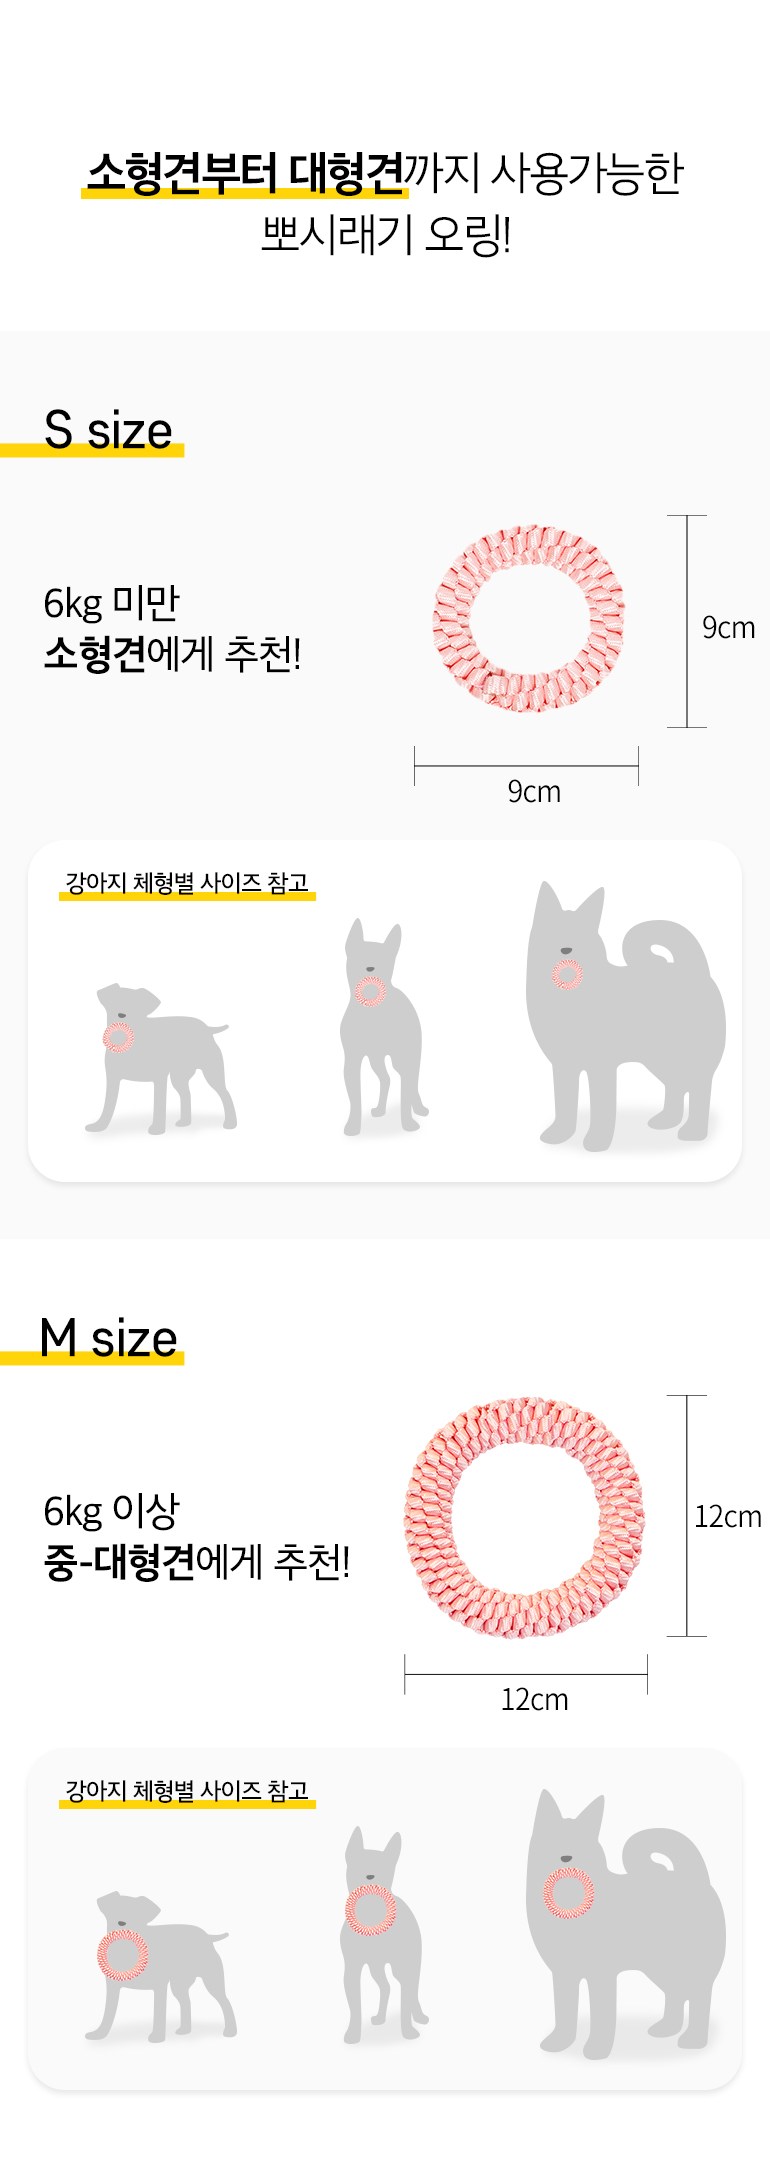 소형견부터 대형견까지 사용가능한
뽀시래기 오링!
S size
6kg 미만
소형견에게 추천!
9cm
9cm
강아지 체형별 사이즈 참고
M size
6kg 이상
중-대형견에게 추천!
12cm
12cm
강아지 체형별 사이즈 참고